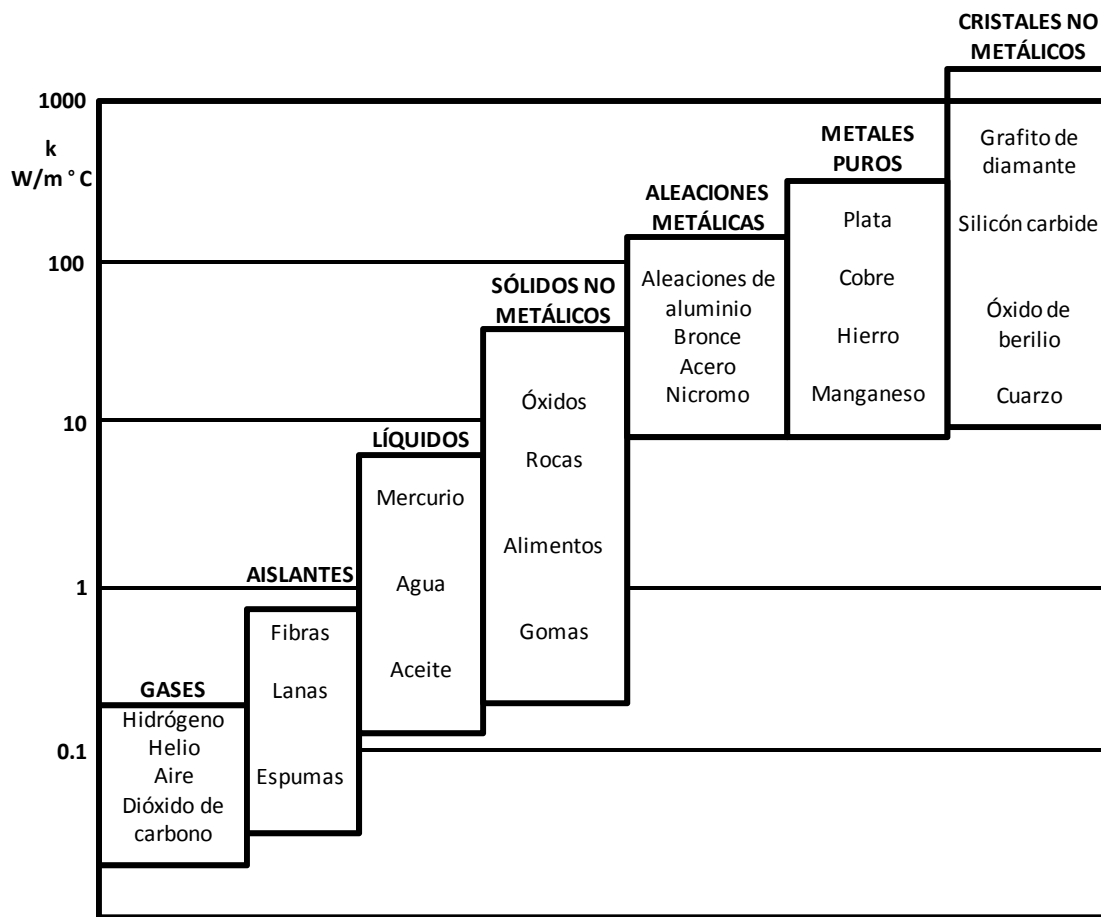 CRISTALES NO
METÁLICOS
1000
k
W/m ° C
100
10
1
0.1
METALES
PUROS
ALEACIONES
METÁLICAS
SÓLIDOS NO
METÁLICOS
LÍQUIDOS
AISLANTES
GASES
Hidrógeno
Helio
Aire
Dióxido de
carbono
Fibras
Lanas
Espumas
Mercurio
Agua
Aceite
Óxidos
Rocas
Alimentos
Gomas
Aleaciones de
aluminio
Bronce
Acero
Nicromo
Plata
Cobre
Hierro
Manganeso
Grafito de
diamante
Silicón carbide
Óxido de
berilio
Cuarzo